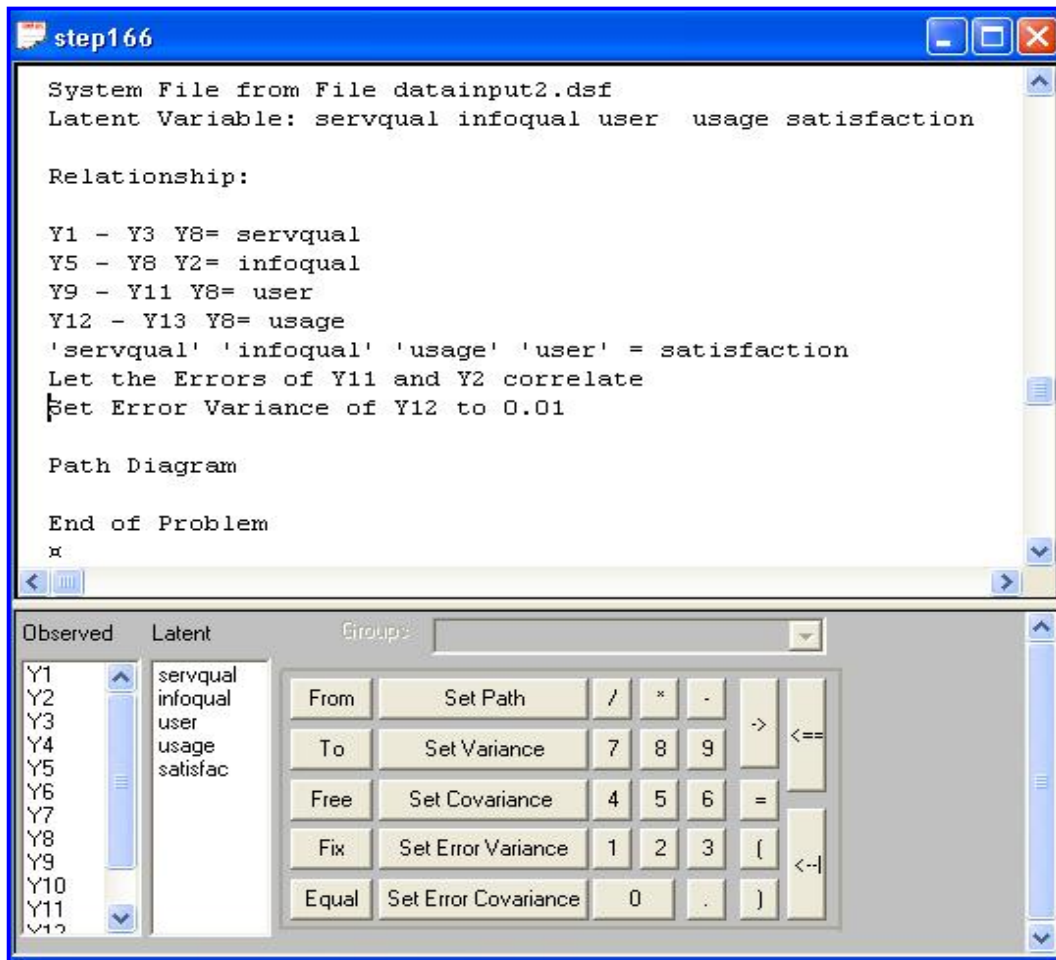 step166
System File from File datainput2.dsf
Latent Variable: servqual infoqual user  usage satisfaction
Relationship:
Y1 - Y3 Y8= servqual
Y5 - Y8 Y2= infoqual
Y9 - Y11 Y8= user
Y12 - Y13 Y8= usage
'servqual' 'infoqual' 'usage' 'user' = satisfaction
Let the Errors of Y11 and Y2 correlate
Set Error Variance of Y12 to 0.01
Path Diagram
End of Problem
¤
Observed Latent Groups
Y1
Y2
Y3
Y4
Y5
Y6
Y7
Y8
Y9
Y10
Y11
Y12
servqual
infoqual
user
usage
satisfac
From Set Path / * - -> <==
To Set Variance 7 8 9
Free Set Covariance 4 5 6 =
Fix Set Error Variance 1 2 3 ( <--|
Equal Set Error Covariance 0 . )